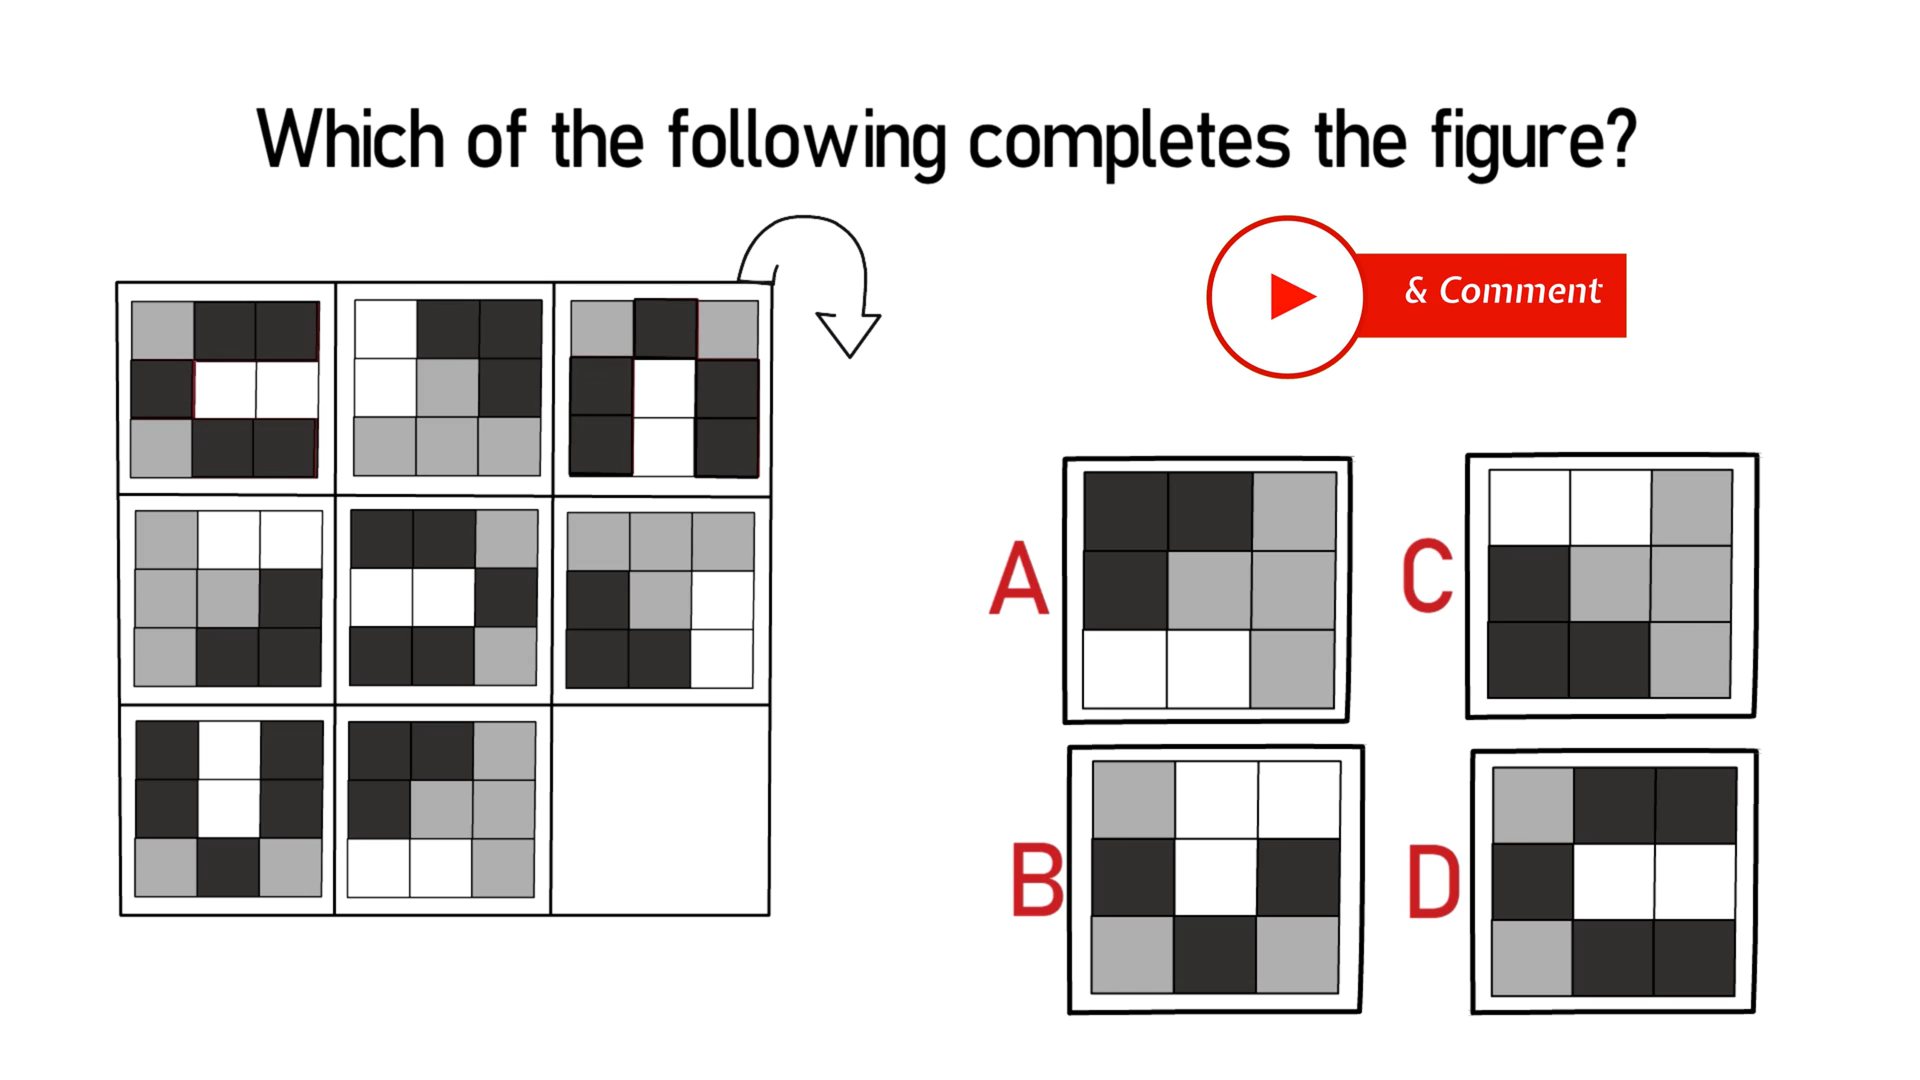 Which of the following completes the figure?
& Comment
A
C
B
D